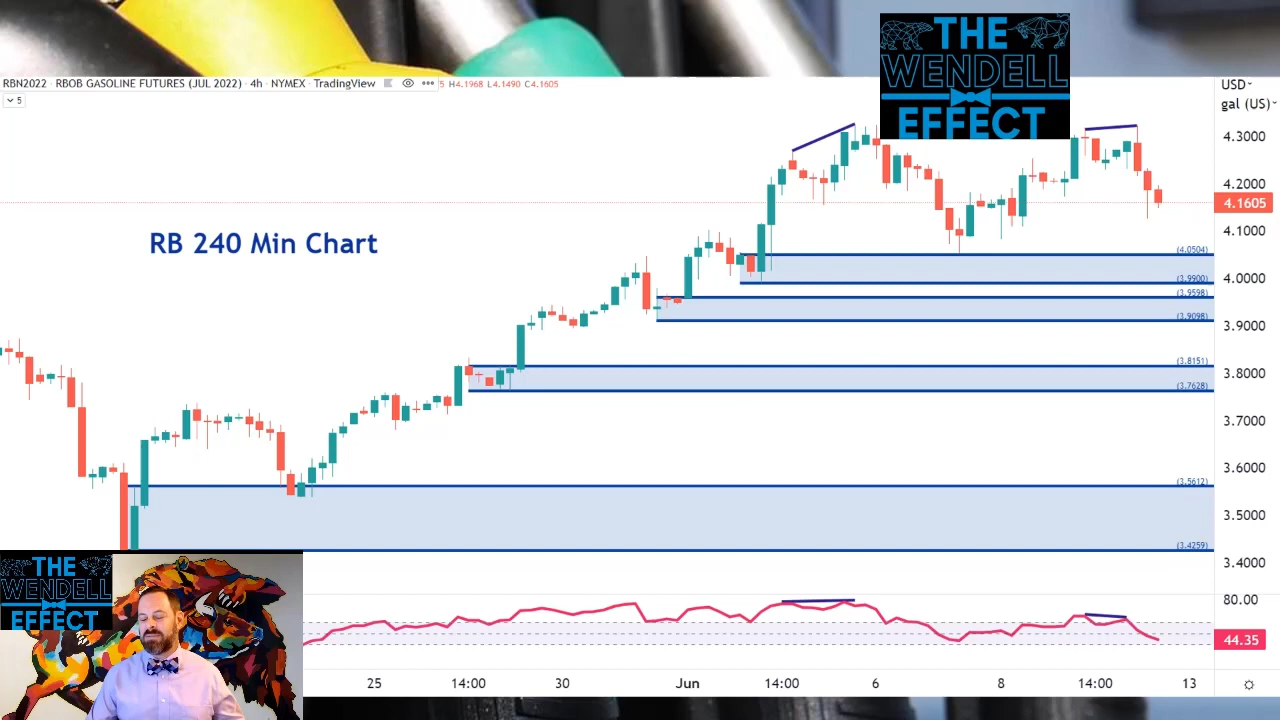 THE
WENDELL
EFFECT
RBN2022 · RBOB GASOLINE FUTURES (JUL 2022) · 4h · NYMEX · TradingView ••• 5 H4.1968 L4.1490 C4.1605
USD
gal (US)
5
4.3000
4.2000
4.1605
4.1000
4.0000
3.9000
3.8000
3.7000
3.6000
3.5000
3.4000
RB 240 Min Chart
(4.0504)
(3.9900)
(3.9598)
(3.9098)
(3.8151)
(3.7628)
(3.5612)
(3.4259)
THE
WENDELL
EFFECT
80.00
44.35
25 14:00 30 Jun 14:00 6 8 14:00 13